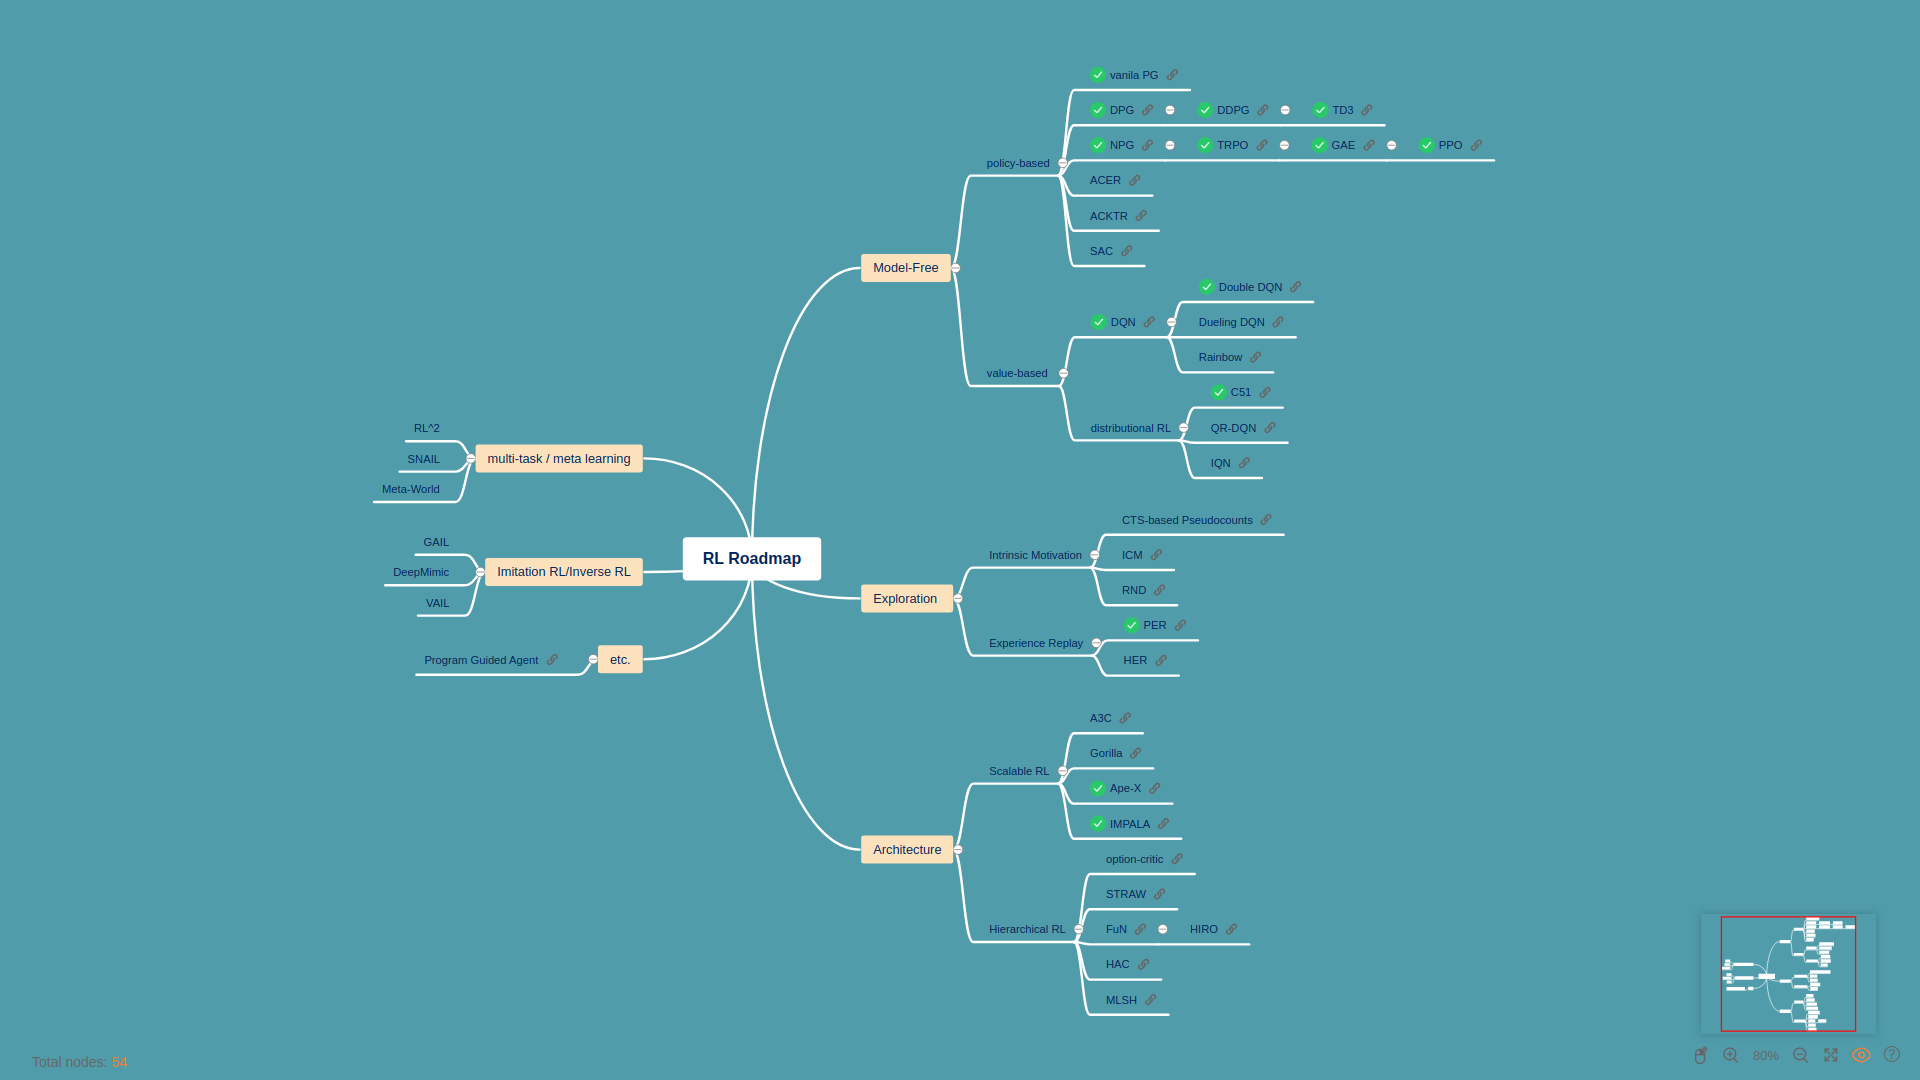 RL Roadmap
Model-Free
policy-based
vanila PG
DPG DDPG TD3
NPG TRPO GAE PPO
ACER
ACKTR
SAC
value-based
DQN
Double DQN
Dueling DQN
Rainbow
distributional RL
C51
QR-DQN
IQN
Exploration
Intrinsic Motivation
CTS-based Pseudocounts
ICM
RND
Experience Replay
PER
HER
Architecture
Scalable RL
A3C
Gorilla
Ape-X
IMPALA
Hierarchical RL
option-critic
STRAW
FuN HIRO
HAC
MLSH
multi-task / meta learning
RL^2
SNAIL
Meta-World
Imitation RL/Inverse RL
GAIL
DeepMimic
VAIL
etc.
Program Guided Agent
Total nodes: 54
80%